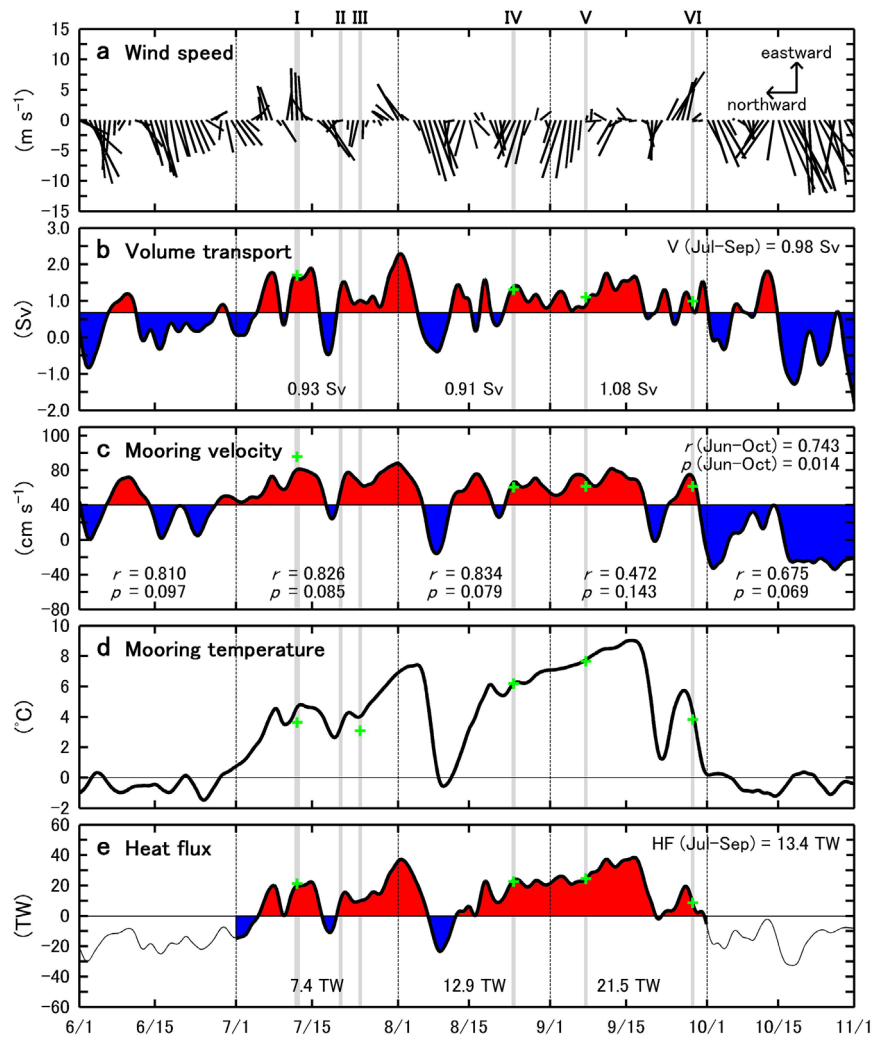 I II III IV V VI
15
10
5
0
−5
−10
−15
(m s⁻¹)
a Wind speed
eastward
northward
3.0
2.0
1.0
0.0
−1.0
−2.0
(Sv)
b Volume transport
V (Jul−Sep) = 0.98 Sv
0.93 Sv 0.91 Sv 1.08 Sv
100
80
40
0
−40
−80
(cm s⁻¹)
c Mooring velocity
r (Jun−Oct) = 0.743
p (Jun−Oct) = 0.014
r = 0.810 r = 0.826 r = 0.834 r = 0.472 r = 0.675
p = 0.097 p = 0.085 p = 0.079 p = 0.143 p = 0.069
10
8
6
4
2
0
−2
(°C)
d Mooring temperature
60
40
20
0
−20
−40
−60
(TW)
e Heat flux
HF (Jul−Sep) = 13.4 TW
7.4 TW 12.9 TW 21.5 TW
6/1 6/15 7/1 7/15 8/1 8/15 9/1 9/15 10/1 10/15 11/1